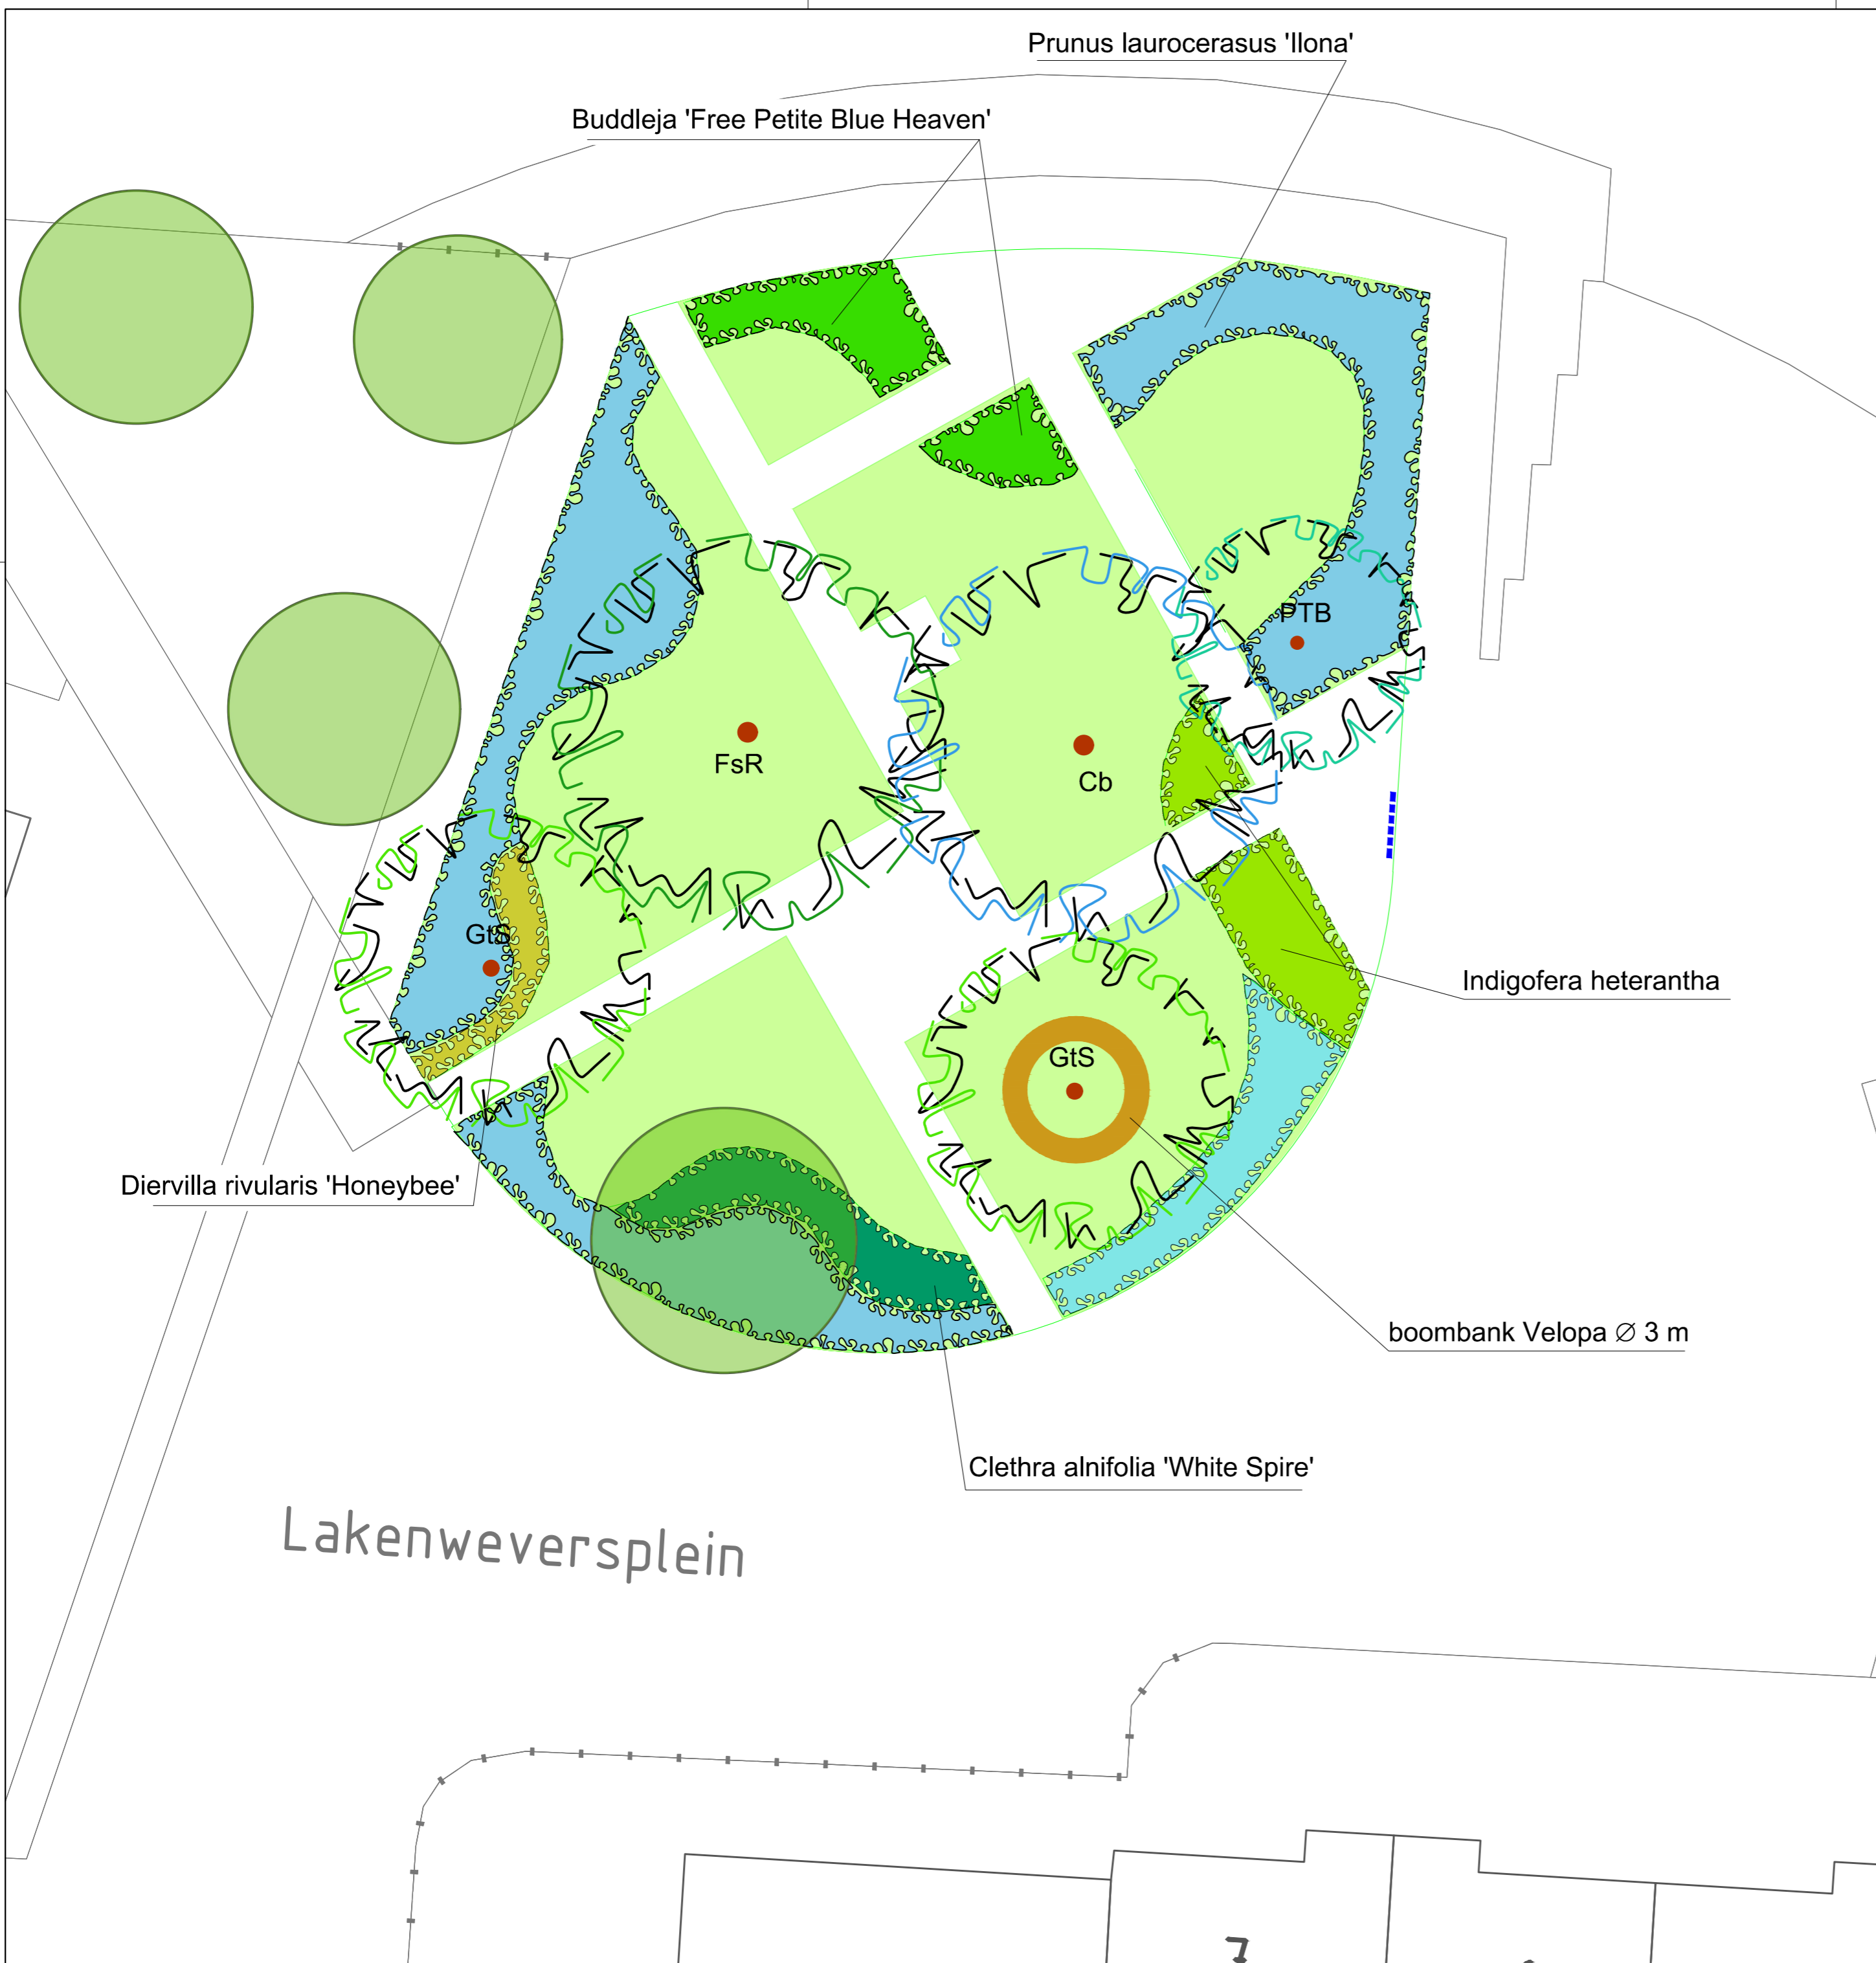 Prunus laurocerasus 'Ilona'
Buddleja 'Free Petite Blue Heaven'
PTB
FsR
Cb
GtS
Indigofera heterantha
GtS
Diervilla rivularis 'Honeybee'
boombank Velopa ∅ 3 m
Clethra alnifolia 'White Spire'
Lakenweversplein